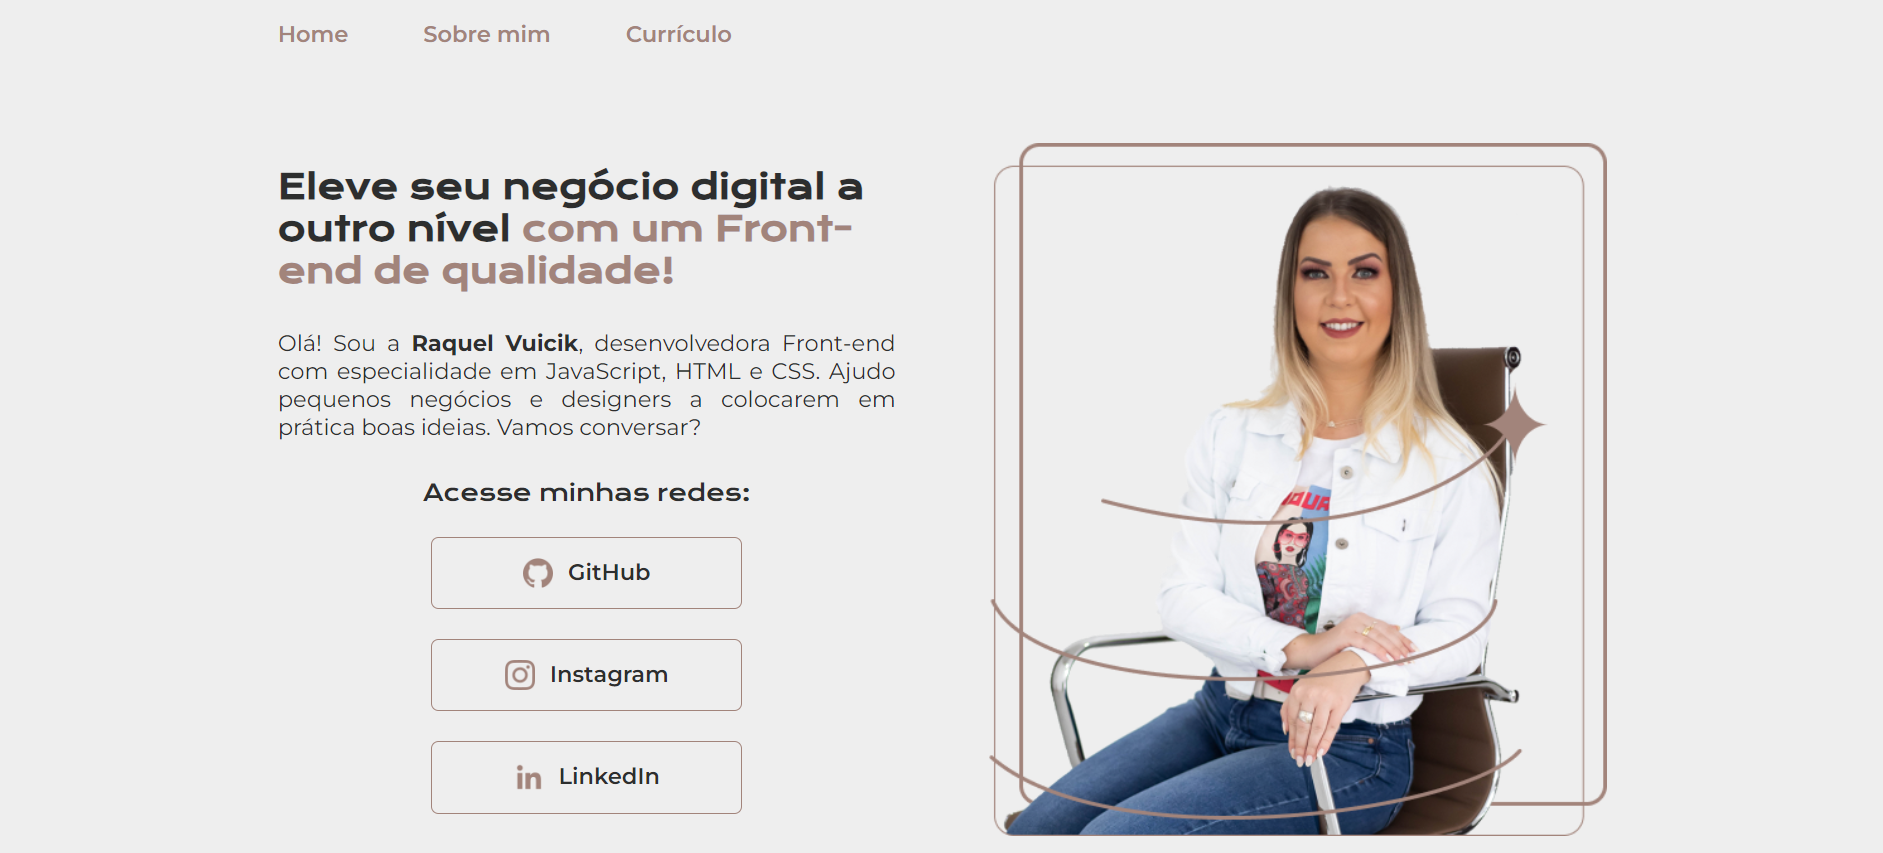 Home Sobre mim Currículo
Eleve seu negócio digital a
outro nível com um Front-
end de qualidade!
Olá! Sou a Raquel Vuicik, desenvolvedora Front-end
com especialidade em JavaScript, HTML e CSS. Ajudo
pequenos negócios e designers a colocarem em
prática boas ideias. Vamos conversar?
Acesse minhas redes:
GitHub
Instagram
LinkedIn